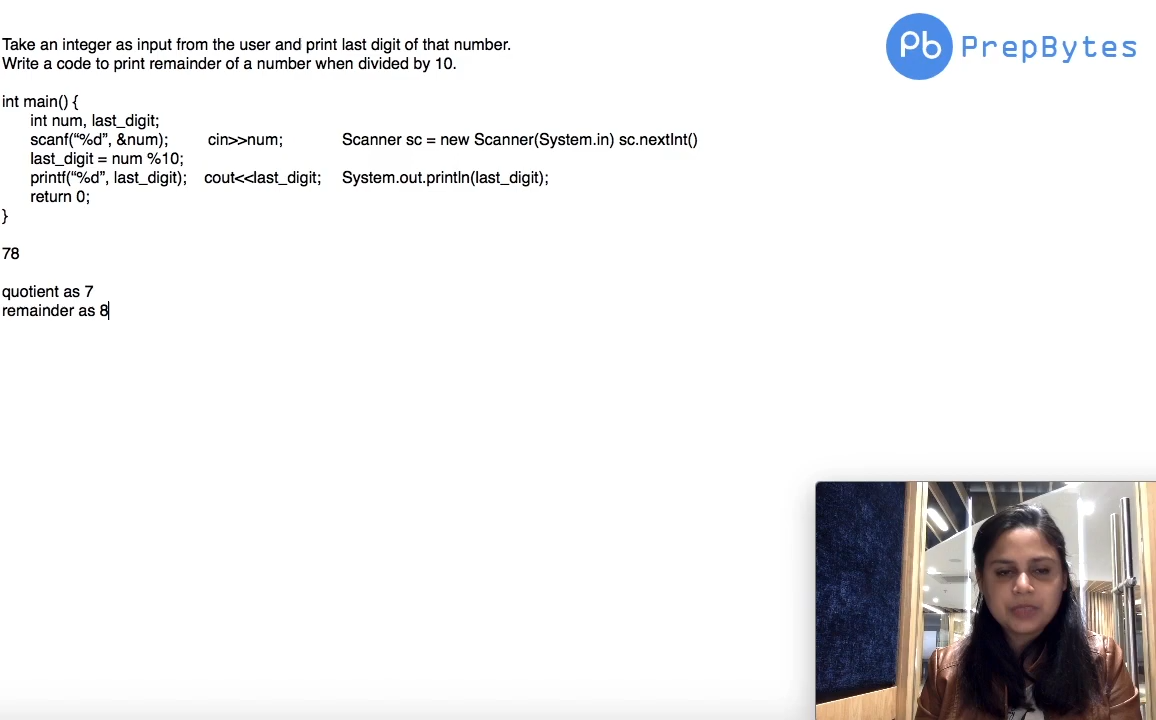 Pb PrepBytes
Take an integer as input from the user and print last digit of that number.
Write a code to print remainder of a number when divided by 10.
int main() {
int num, last_digit;
scanf(“%d”, &num); cin>>num; Scanner sc = new Scanner(System.in) sc.nextInt()
last_digit = num %10;
printf(“%d”, last_digit); cout<<last_digit; System.out.println(last_digit);
return 0;
}
78
quotient as 7
remainder as 8